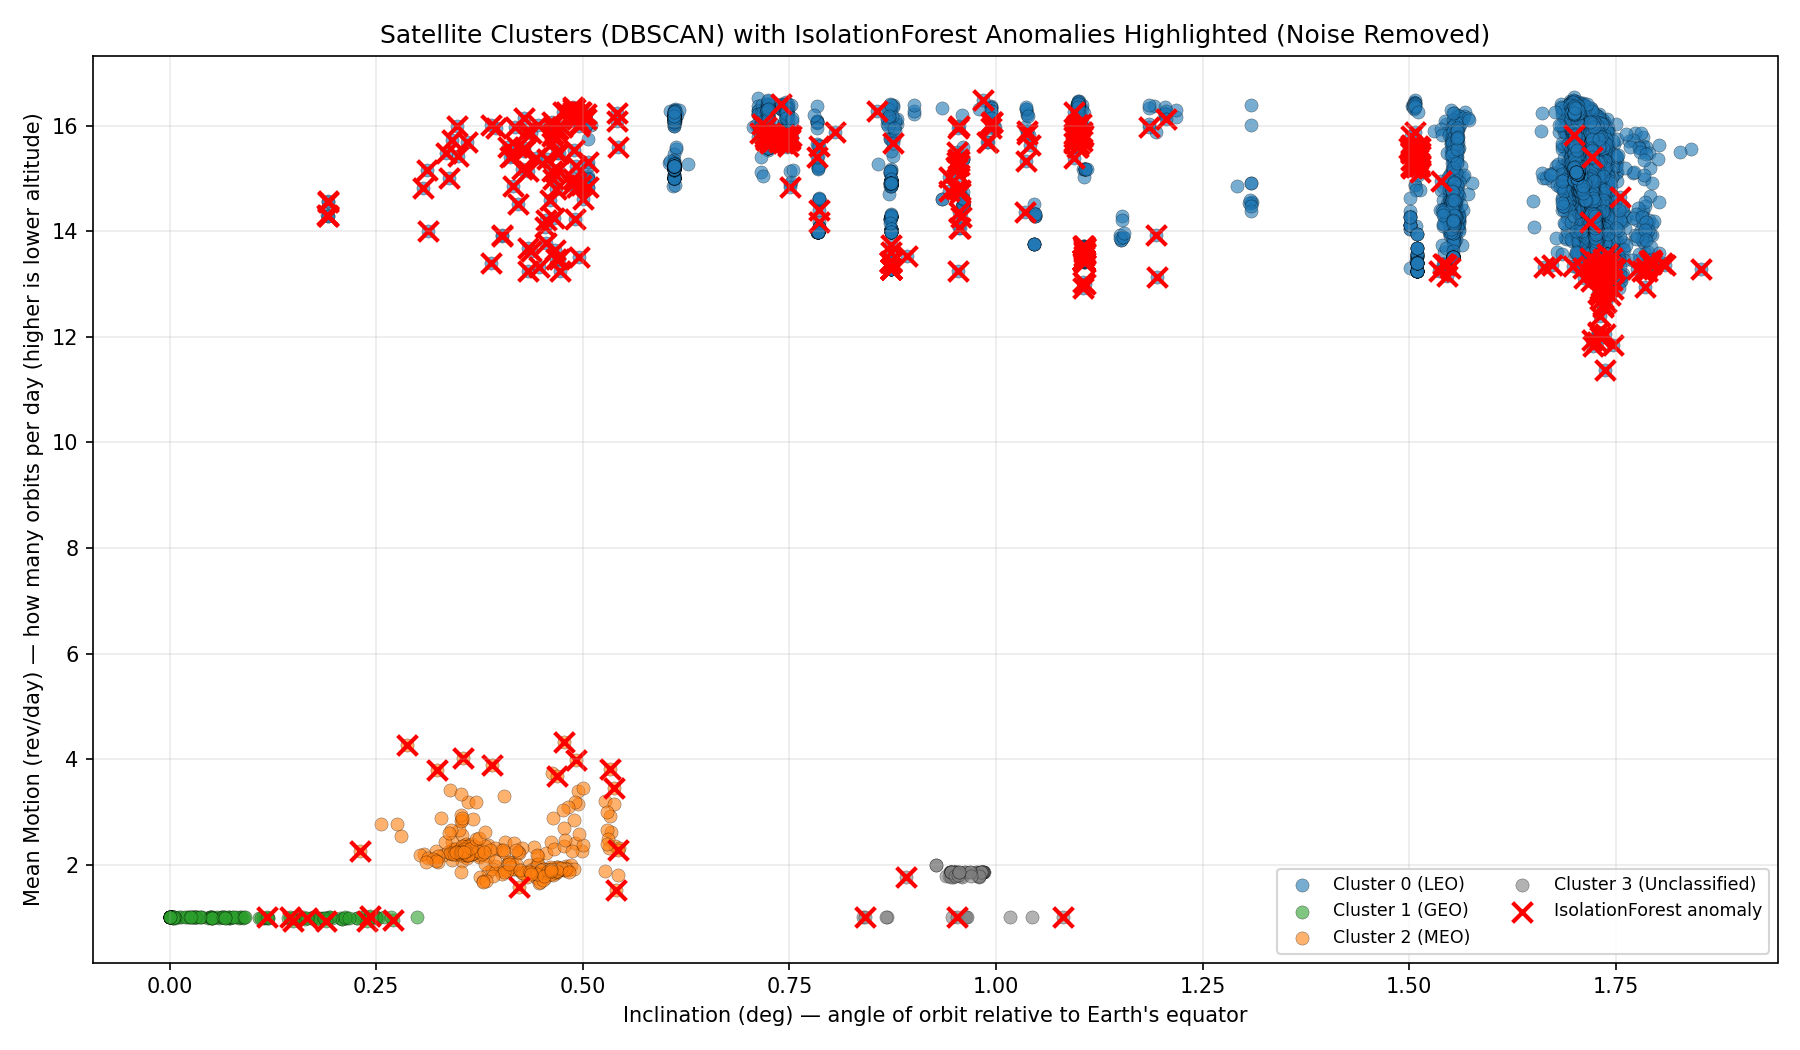 Satellite Clusters (DBSCAN) with IsolationForest Anomalies Highlighted (Noise Removed)
Mean Motion (rev/day) — how many orbits per day (higher is lower altitude)
16
14
12
10
8
6
4
2
0.00
0.25
0.50
0.75
1.00
1.25
1.50
1.75
Inclination (deg) — angle of orbit relative to Earth's equator
Cluster 0 (LEO)
Cluster 1 (GEO)
Cluster 2 (MEO)
Cluster 3 (Unclassified)
IsolationForest anomaly